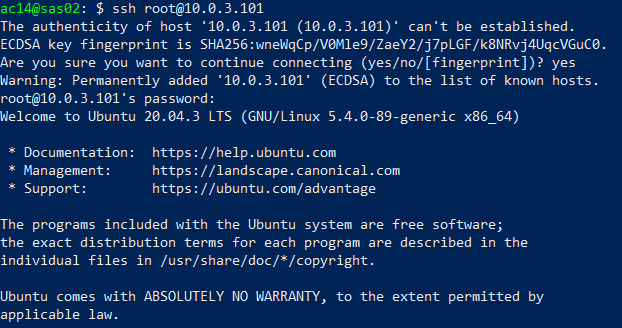 ac14@sas02: $ ssh root@10.0.3.101
The authenticity of host '10.0.3.101 (10.0.3.101)' can't be established.
ECDSA key fingerprint is SHA256:wneWqCp/V0Mle9/ZaeY2/j7pLGF/k8NRvj4UqcVGuC0.
Are you sure you want to continue connecting (yes/no/[fingerprint])? yes
Warning: Permanently added '10.0.3.101' (ECDSA) to the list of known hosts.
root@10.0.3.101's password:
Welcome to Ubuntu 20.04.3 LTS (GNU/Linux 5.4.0-89-generic x86_64)
* Documentation:  https://help.ubuntu.com
* Management:     https://landscape.canonical.com
* Support:        https://ubuntu.com/advantage
The programs included with the Ubuntu system are free software;
the exact distribution terms for each program are described in the
individual files in /usr/share/doc/*/copyright.
Ubuntu comes with ABSOLUTELY NO WARRANTY, to the extent permitted by
applicable law.